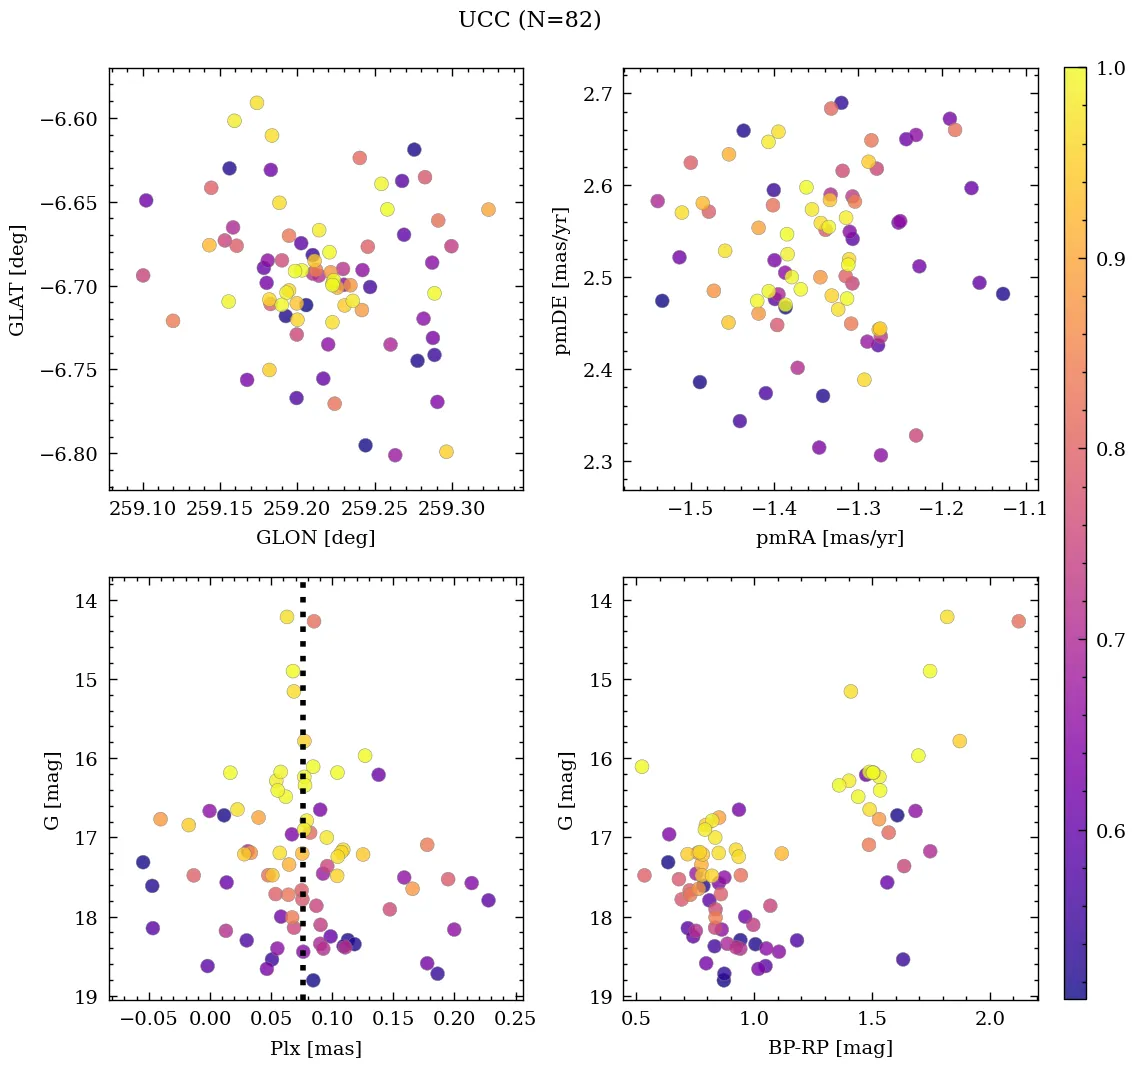 UCC (N=82)
−6.60
−6.65
−6.70
−6.75
−6.80
GLAT [deg]
259.10 259.15 259.20 259.25 259.30
GLON [deg]
2.7
2.6
2.5
2.4
2.3
pmDE [mas/yr]
−1.5 −1.4 −1.3 −1.2 −1.1
pmRA [mas/yr]
1.0
0.9
0.8
0.7
0.6
14
15
16
17
18
19
G [mag]
−0.05 0.00 0.05 0.10 0.15 0.20 0.25
Plx [mas]
14
15
16
17
18
19
G [mag]
0.5 1.0 1.5 2.0
BP-RP [mag]